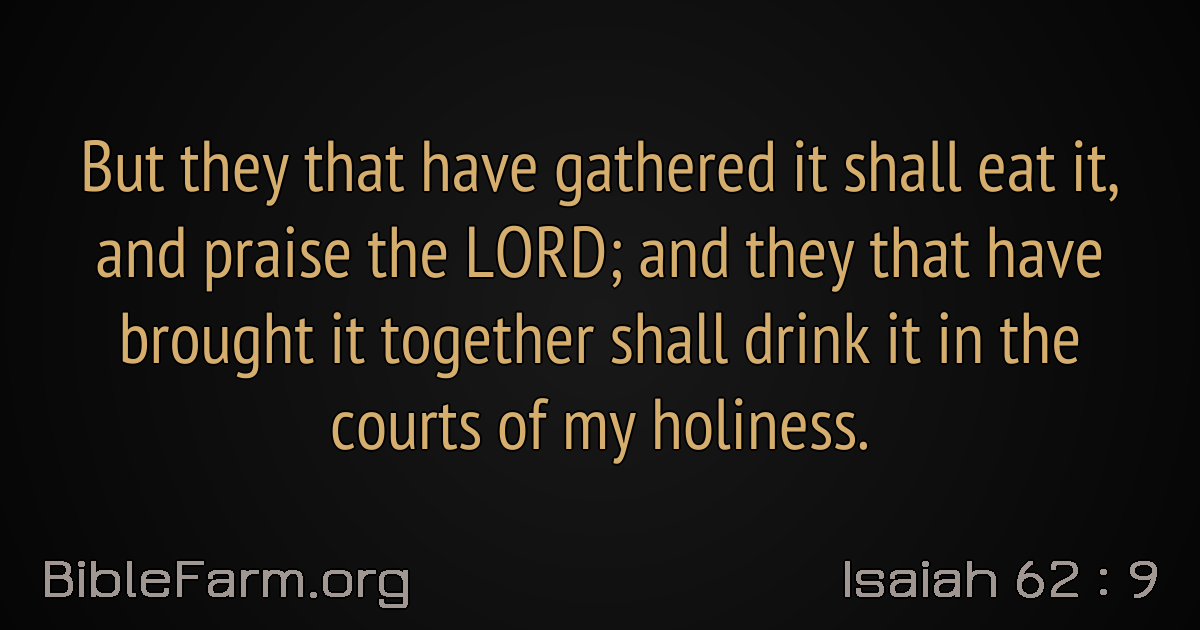 But they that have gathered it shall eat it,
and praise the LORD; and they that have
brought it together shall drink it in the
courts of my holiness.
BibleFarm.org
Isaiah 62 : 9